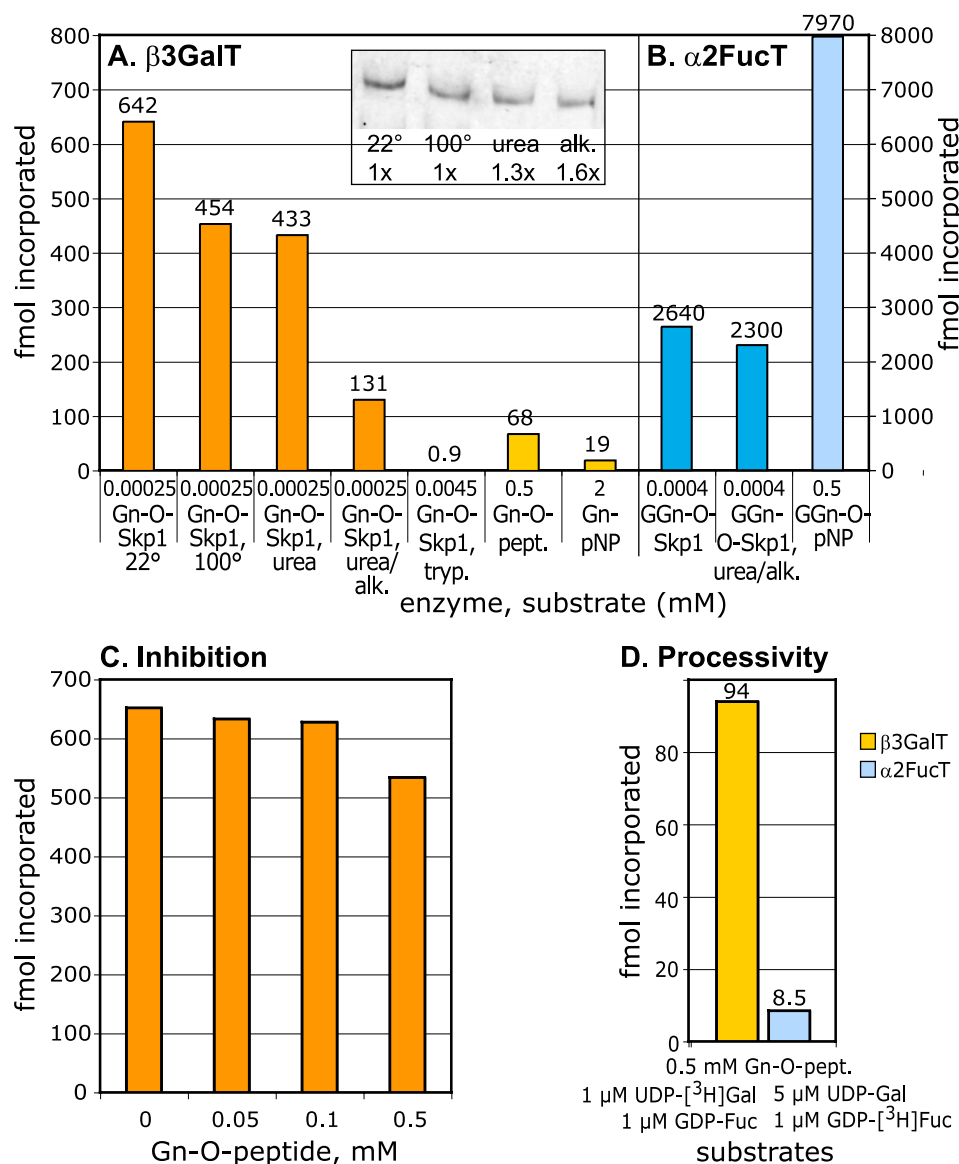 A. β3GalT
B. α2FucT
fmol incorporated
800
700
600
500
400
300
200
100
0
642
454
433
131
0.9
68
19
22° 100° urea alk.
1x 1x 1.3x 1.6x
2640
2300
7970
8000
7000
6000
5000
4000
3000
2000
1000
0
fmol incorporated
0.00025 0.00025 0.00025 0.00025 0.0045 0.5 2 0.0004 0.0004 0.5
Gn-O- Gn-O- Gn-O- Gn-O- Gn-O- Gn-O- Gn- GGn-O- GGn- GGn-O-
Skp1 Skp1, Skp1, Skp1, Skp1, pept. pNP Skp1 O-Skp1, pNP
22° 100° urea urea/ tryp. urea/alk.
alk.
enzyme, substrate (mM)
C. Inhibition
fmol incorporated
700
600
500
400
300
200
100
0
0 0.05 0.1 0.5
Gn-O-peptide, mM
D. Processivity
fmol incorporated
80
60
40
20
0
94
8.5
β3GalT
α2FucT
0.5 mM Gn-O-pept.
1 µM UDP-[³H]Gal 5 µM UDP-Gal
1 µM GDP-Fuc 1 µM GDP-[³H]Fuc
substrates